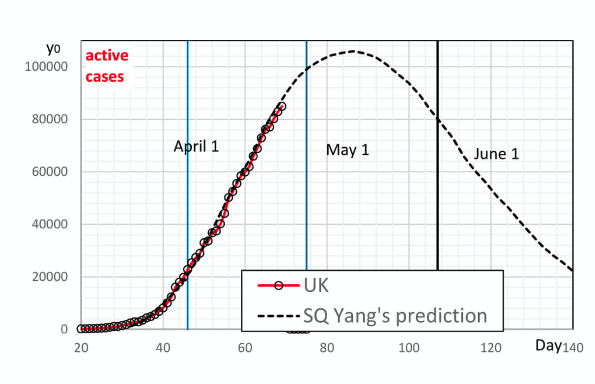 y₀
active
cases
100000
80000
60000
40000
20000
0
April 1
May 1
June 1
UK
SQ Yang's prediction
20 40 60 80 100 120 Day140